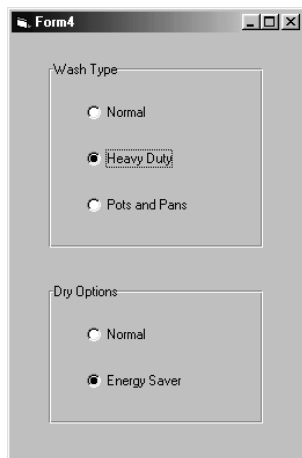 Form4
Wash Type
Normal
Heavy Duty
Pots and Pans
Dry Options
Normal
Energy Saver